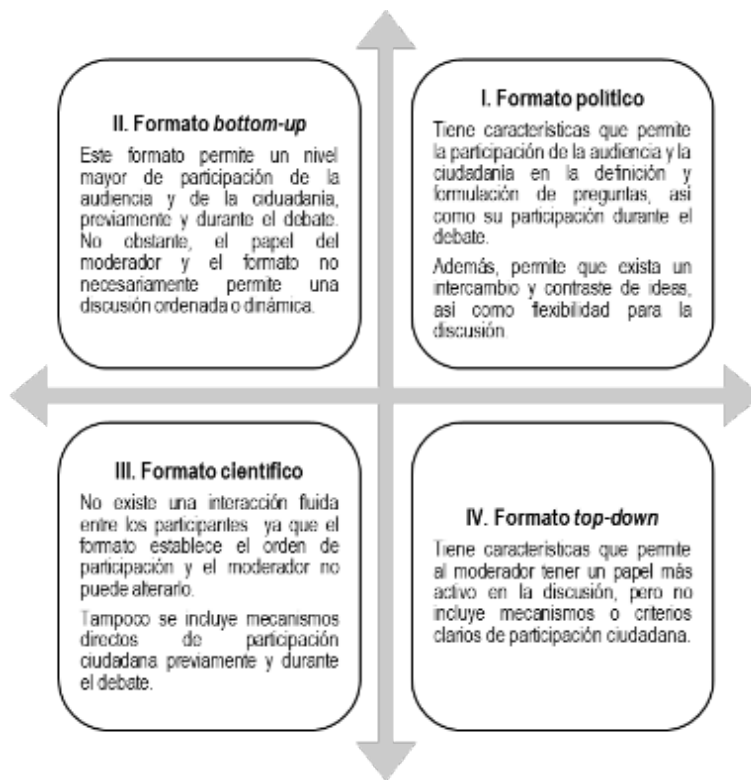 II. Formato bottom-up
Este formato permite un nivel
mayor de participación de la
audiencia y de la ciduadanía,
previamente y durante el debate.
No obstante, el papel del
moderador y el formato no
necesariamente permite una
discusión ordenada o dinámica.
I. Formato político
Tiene características que permite
la participación de la audiencia y la
ciudadanía en la definición y
formulación de preguntas, así
como su participación durante el
debate.
Además, permite que exista un
intercambio y contraste de ideas,
así como flexibilidad para la
discusión.
III. Formato científico
No existe una interacción fluida
entre los participantes ya que el
formato establece el orden de
participación y el moderador no
puede alterarlo.
Tampoco se incluye mecanismos
directos de participación
ciudadana previamente y durante
el debate.
IV. Formato top-down
Tiene características que permite
al moderador tener un papel más
activo en la discusión, pero no
incluye mecanismos o criterios
claros de participación ciudadana.